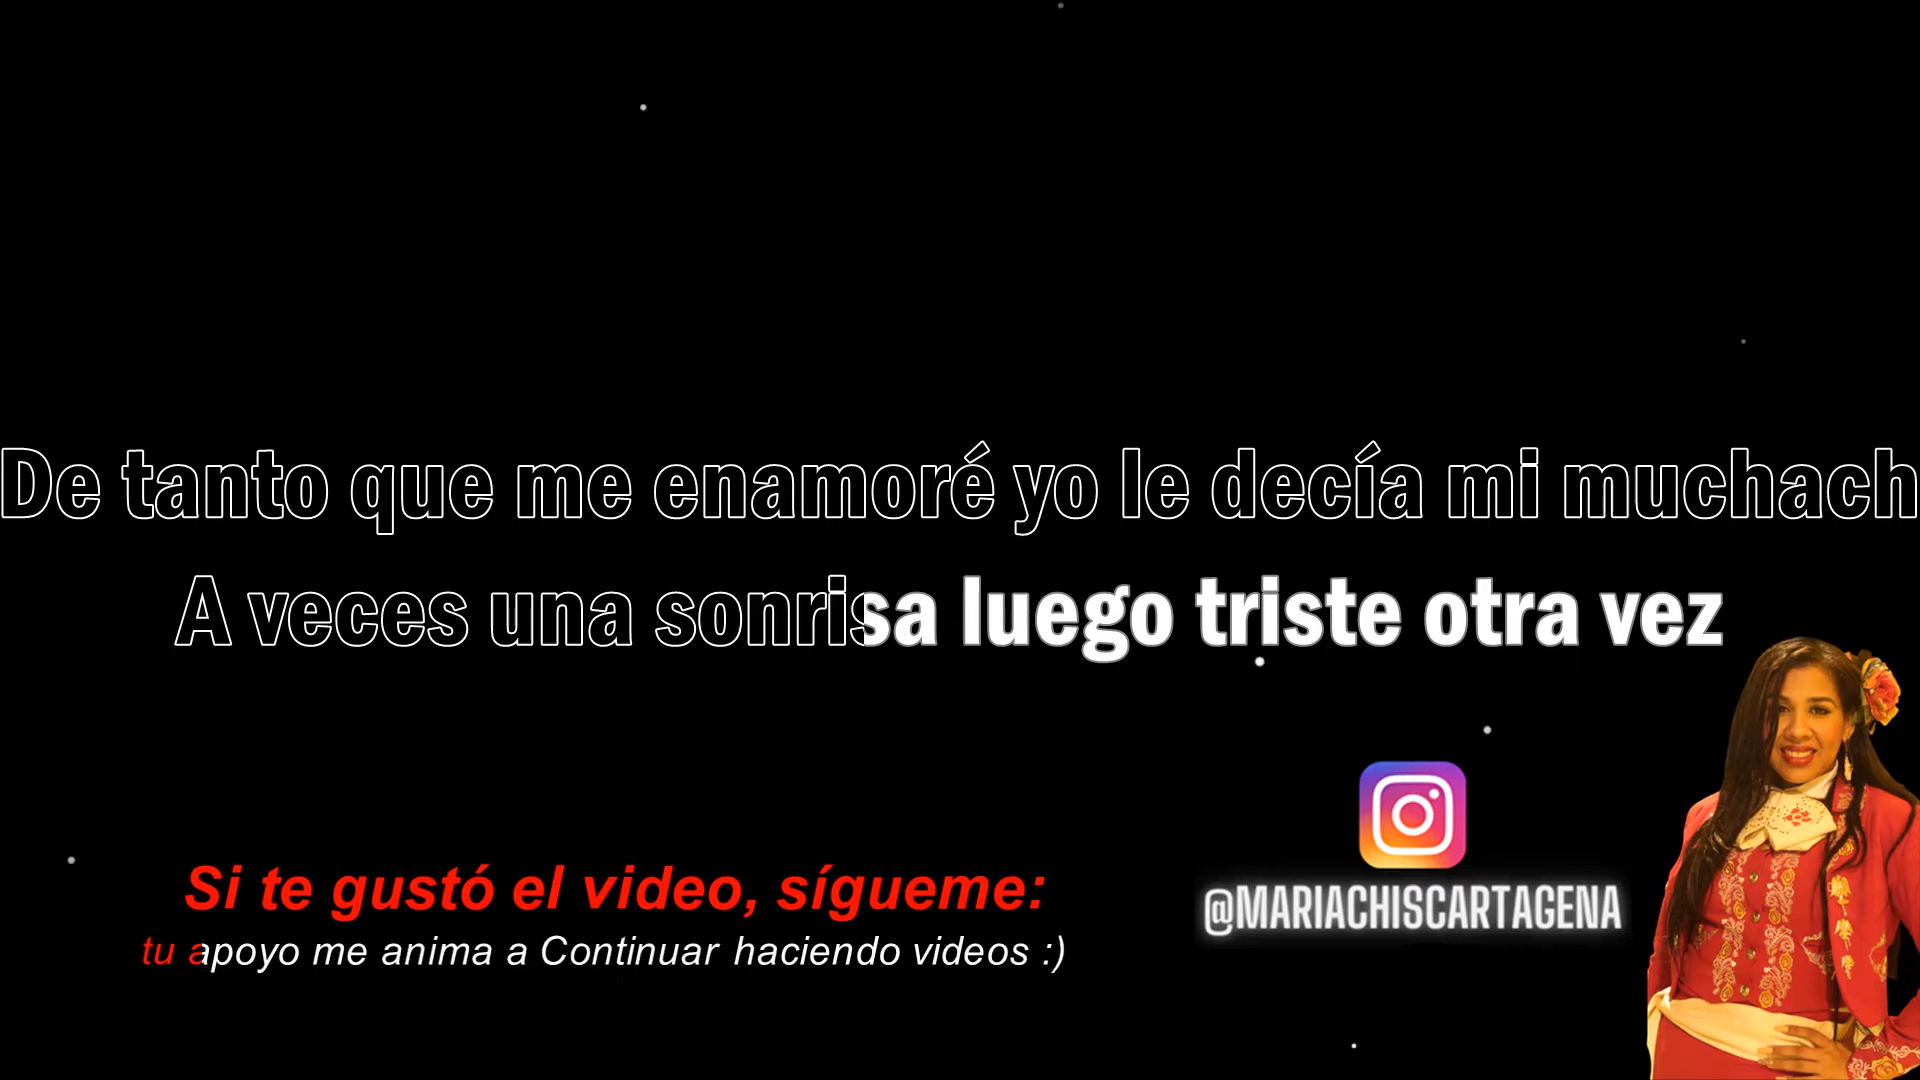 De tanto que me enamoré yo le decía mi muchach
A veces una sonrisa luego triste otra vez
Si te gustó el video, sígueme:
tu apoyo me anima a Continuar haciendo videos :)
@MARIACHISCARTAGENA